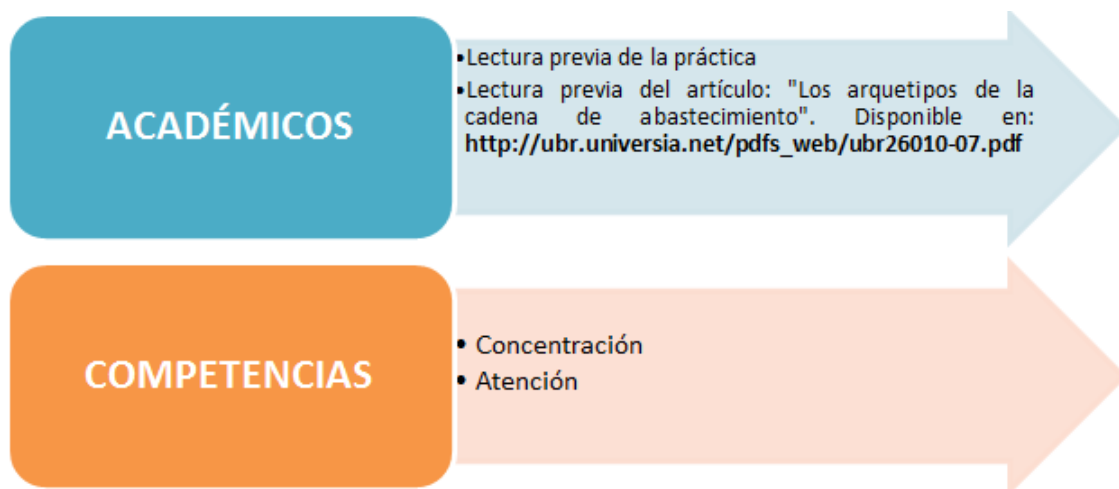 ACADÉMICOS
•Lectura previa de la práctica
•Lectura previa del artículo: "Los arquetipos de la
cadena de abastecimiento". Disponible en:
http://ubr.universia.net/pdfs_web/ubr26010-07.pdf
COMPETENCIAS
• Concentración
• Atención